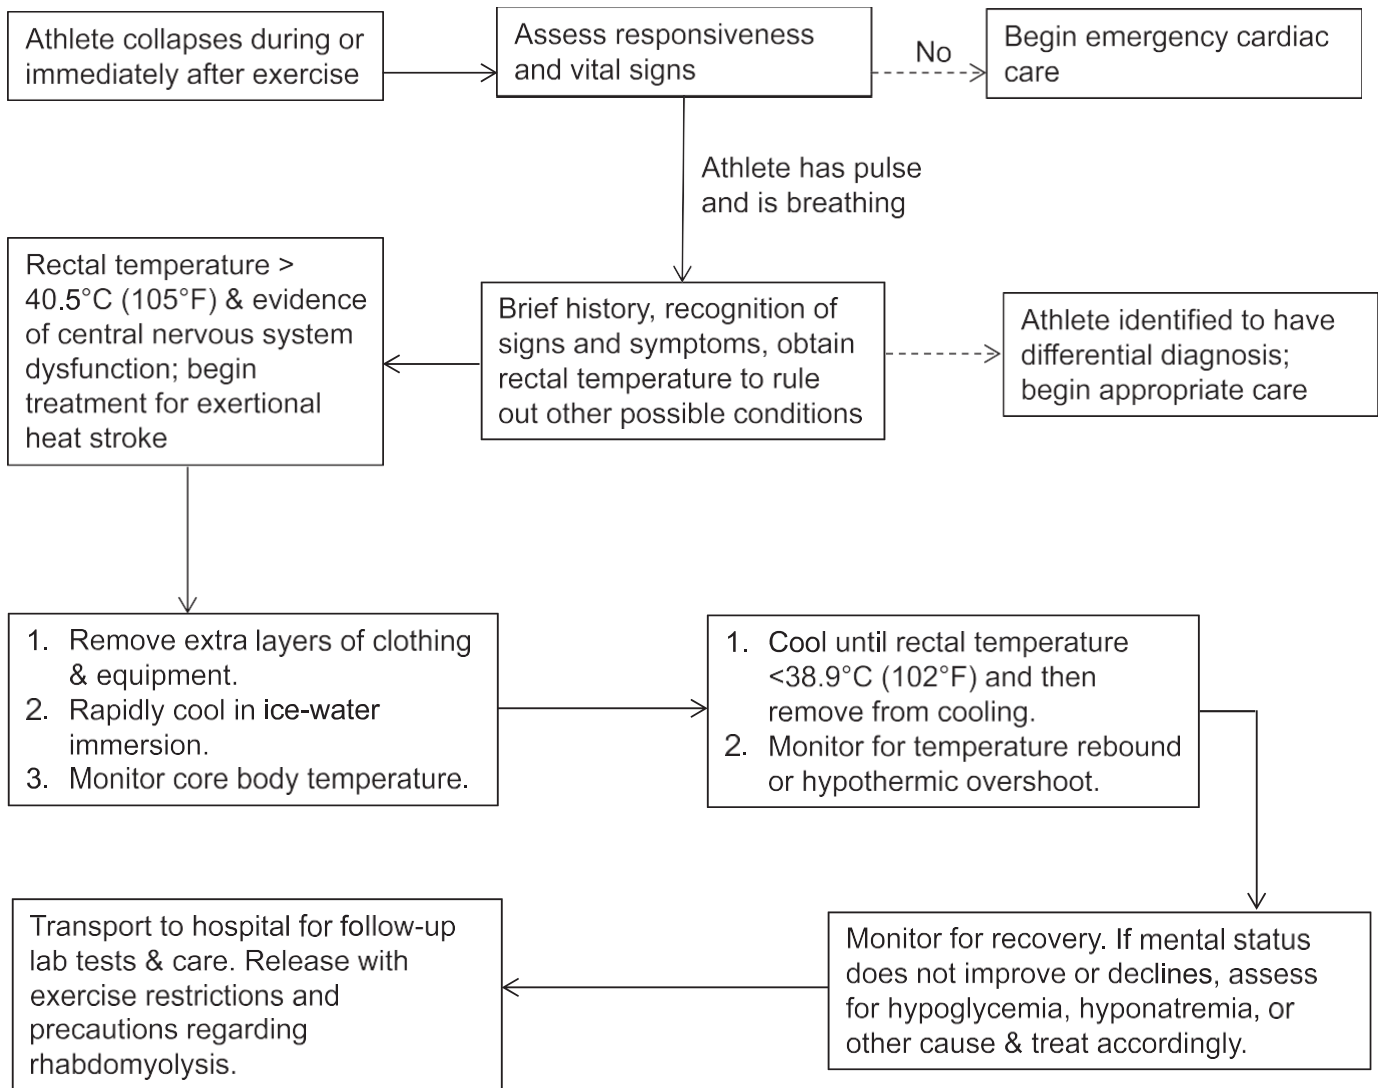 Athlete collapses during or
immediately after exercise
Assess responsiveness
and vital signs
No
Begin emergency cardiac
care
Athlete has pulse
and is breathing
Rectal temperature >
40.5°C (105°F) & evidence
of central nervous system
dysfunction; begin
treatment for exertional
heat stroke
Brief history, recognition of
signs and symptoms, obtain
rectal temperature to rule
out other possible conditions
Athlete identified to have
differential diagnosis;
begin appropriate care
1. Remove extra layers of clothing
& equipment.
2. Rapidly cool in ice-water
immersion.
3. Monitor core body temperature.
1. Cool until rectal temperature
<38.9°C (102°F) and then
remove from cooling.
2. Monitor for temperature rebound
or hypothermic overshoot.
Monitor for recovery. If mental status
does not improve or declines, assess
for hypoglycemia, hyponatremia, or
other cause & treat accordingly.
Transport to hospital for follow-up
lab tests & care. Release with
exercise restrictions and
precautions regarding
rhabdomyolysis.